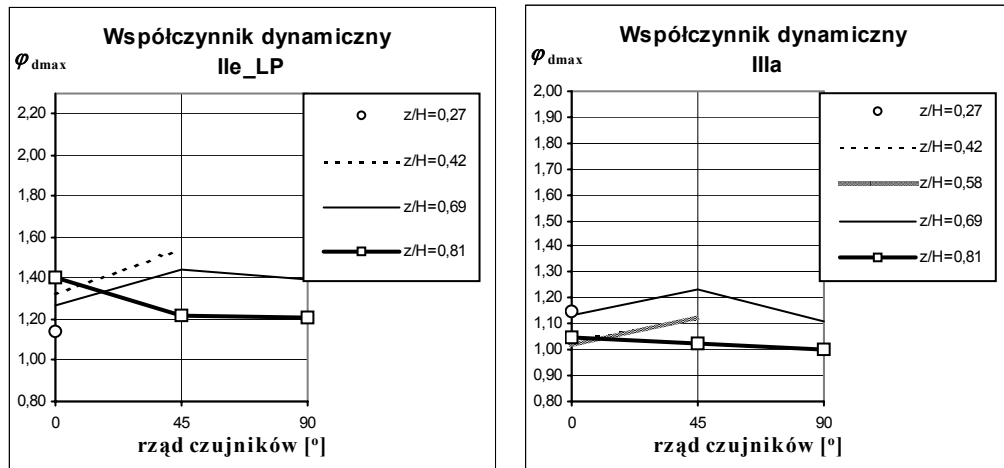 Współczynnik dynamiczny
IIe_LP
φdmax
2,20
2,00
1,80
1,60
1,40
1,20
1,00
0,80
0
45
90
rząd czujników [º]
z/H=0,27
z/H=0,42
z/H=0,69
z/H=0,81
Współczynnik dynamiczny
IIIa
φdmax
2,00
1,90
1,80
1,70
1,60
1,50
1,40
1,30
1,20
1,10
1,00
0,90
0,80
0
45
90
rząd czujników [º]
z/H=0,27
z/H=0,42
z/H=0,58
z/H=0,69
z/H=0,81